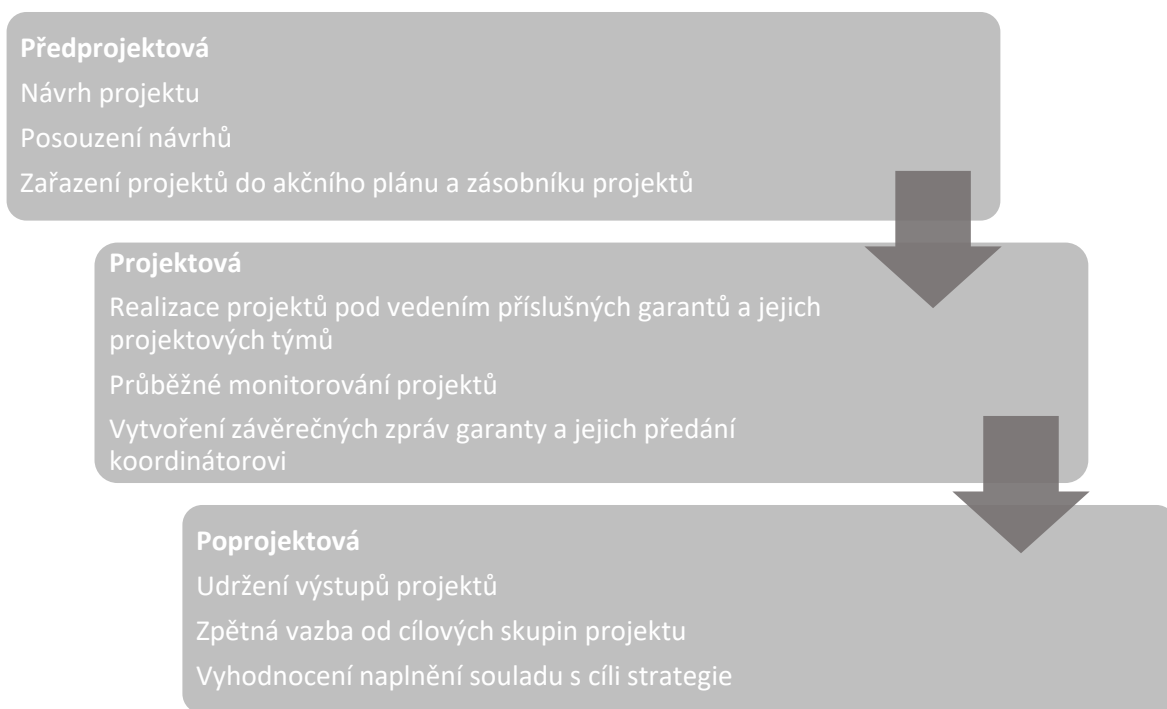 Předprojektová
Návrh projektu
Posouzení návrhů
Zařazení projektů do akčního plánu a zásobníku projektů
Projektová
Realizace projektů pod vedením příslušných garantů a jejich
projektových týmů
Průběžné monitorování projektů
Vytvoření závěrečných zpráv garanty a jejich předání
koordinátorovi
Poprojektová
Udržení výstupů projektů
Zpětná vazba od cílových skupin projektu
Vyhodnocení naplnění souladu s cíli strategie